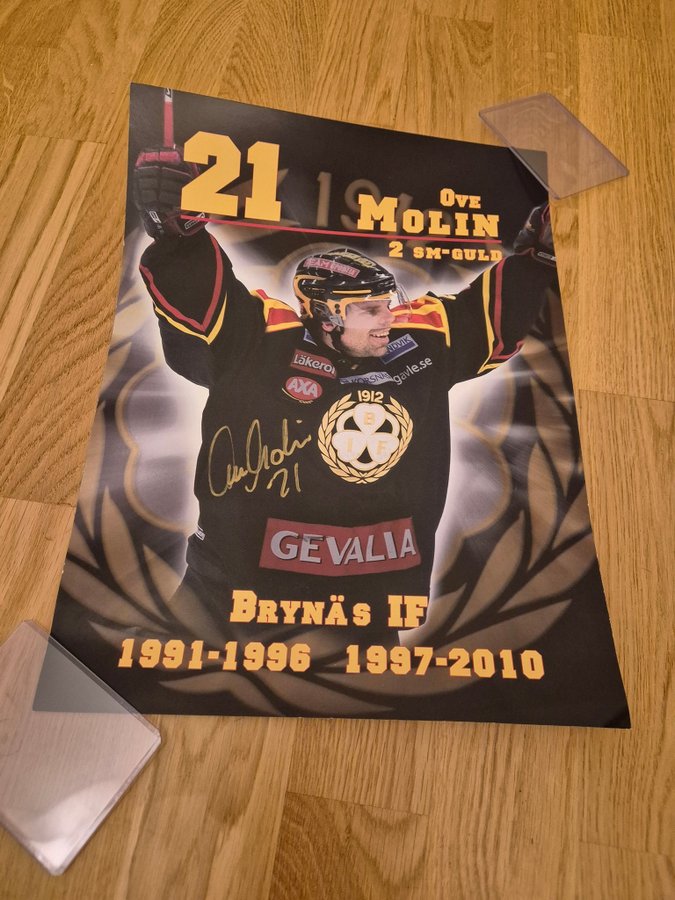 21
Ove
Molin
2 SM-GULD
Läkerol
AXA
gavle.se
1912
B
I F
Ove Molin
21
GEVALIA
Brynäs IF
1991-1996 1997-2010